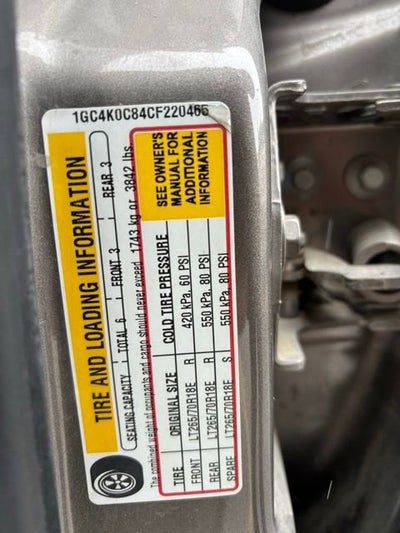 1GC4K0C84CF220465
TIRE AND LOADING INFORMATION
SEATING CAPACITY TOTAL 6 FRONT 3 REAR 3
The combined weight of occupants and cargo should never exceed 1743 kg or 3842 lbs
TIRE ORIGINAL SIZE COLD TIRE PRESSURE
FRONT LT265/70R18E R 420 kPa, 60 PSI
REAR LT265/70R18E R 550 kPa, 80 PSI
SPARE LT265/70R18E S 550 kPa, 80 PSI
SEE OWNER'S
MANUAL FOR
ADDITIONAL
INFORMATION